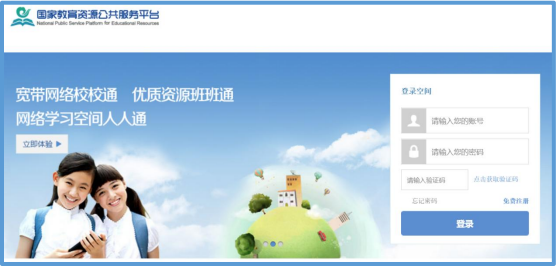 国家教育资源公共服务平台
National Public Service Platform for Educational Resources
宽带网络校校通 优质资源班班通
网络学习空间人人通
立即体验
登录空间
请输入您的账号
请输入您的密码
请输入验证码 点击获取验证码
忘记密码 免费注册
登录